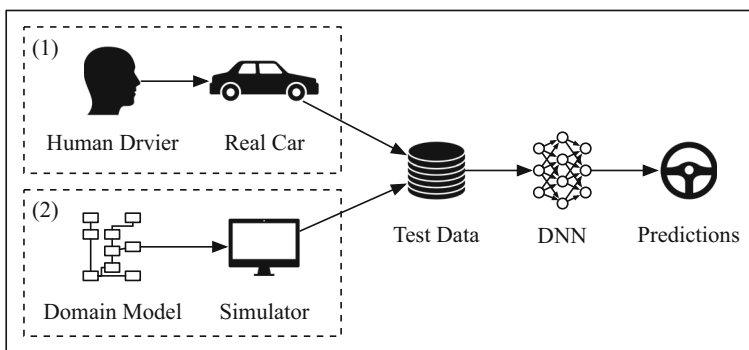 (1)
Human Drvier
Real Car
(2)
Domain Model
Simulator
Test Data
DNN
Predictions